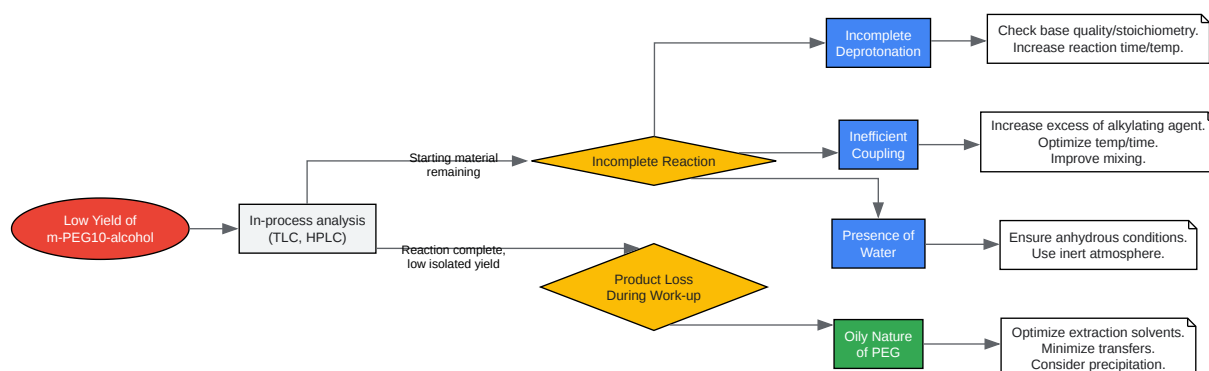 Low Yield of
m-PEG10-alcohol
In-process analysis
(TLC, HPLC)
Starting material
remaining
Reaction complete,
low isolated yield
Incomplete Reaction
Product Loss
During Work-up
Incomplete
Deprotonation
Check base quality/stoichiometry.
Increase reaction time/temp.
Inefficient
Coupling
Increase excess of alkylating agent.
Optimize temp/time.
Improve mixing.
Presence of
Water
Ensure anhydrous conditions.
Use inert atmosphere.
Oily Nature
of PEG
Optimize extraction solvents.
Minimize transfers.
Consider precipitation.